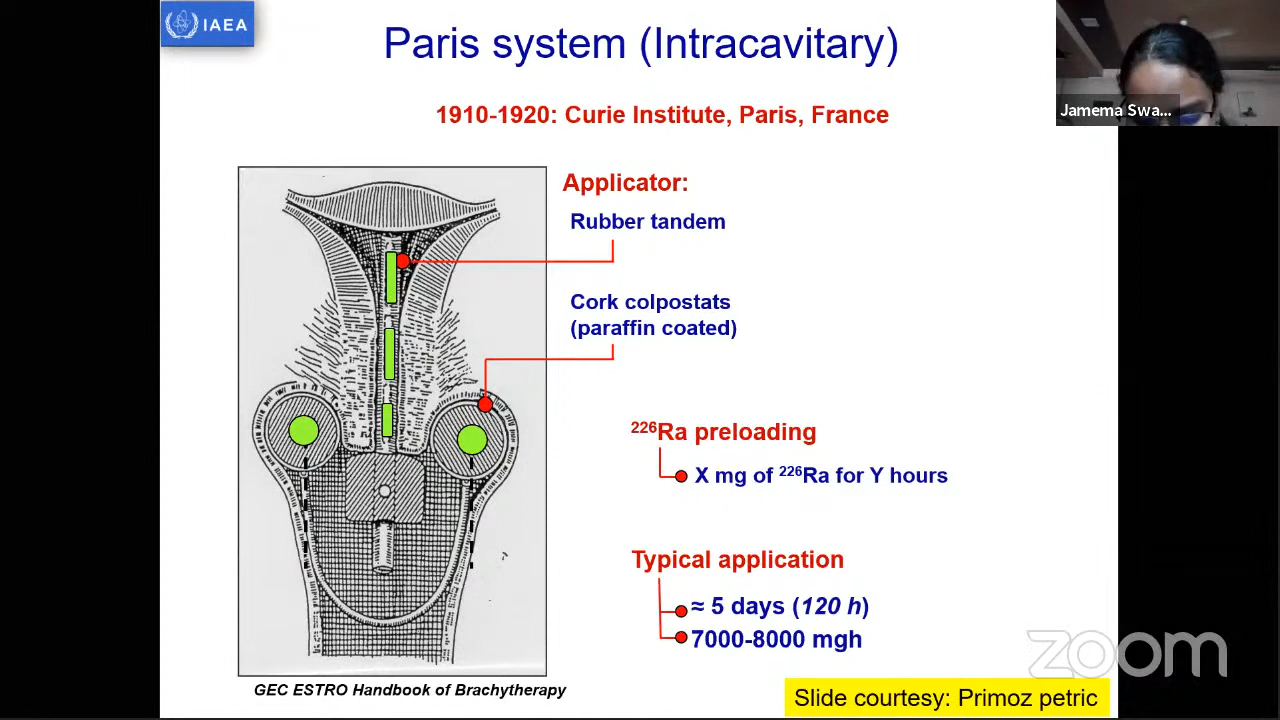 IAEA
Paris system (Intracavitary)
Jamema Swa...
1910-1920: Curie Institute, Paris, France
Applicator:
Rubber tandem
Cork colpostats
(paraffin coated)
²²⁶Ra preloading
X mg of ²²⁶Ra for Y hours
Typical application
≈ 5 days (120 h)
7000-8000 mgh
zoom
GEC ESTRO Handbook of Brachytherapy
Slide courtesy: Primoz petric